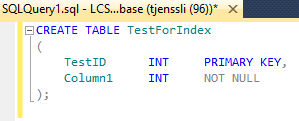 SQLQuery1.sql - LCS...base (tjenssli (96))*
CREATE TABLE TestForIndex
(
TestID INT PRIMARY KEY,
Column1 INT NOT NULL
);